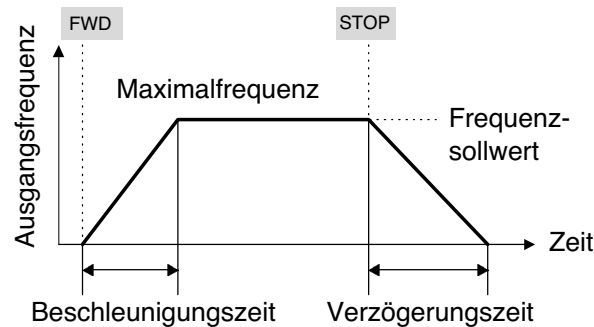 FWD
STOP
Ausgangsfrequenz
Maximalfrequenz
Frequenz-
sollwert
Zeit
Beschleunigungszeit
Verzögerungszeit